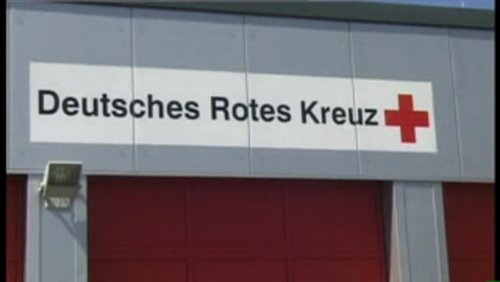 Deutsches Rotes Kreuz